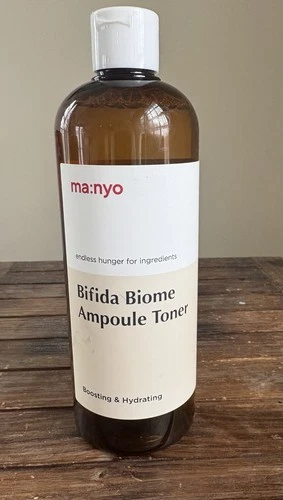 ma:nyo
endless hunger for ingredients
Bifida Biome
Ampoule Toner
Boosting & Hydrating